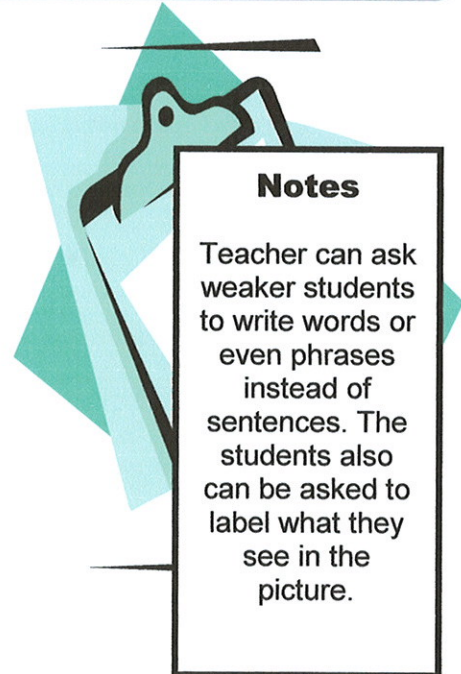 Notes
Teacher can ask
weaker students
to write words or
even phrases
instead of
sentences. The
students also
can be asked to
label what they
see in the
picture.